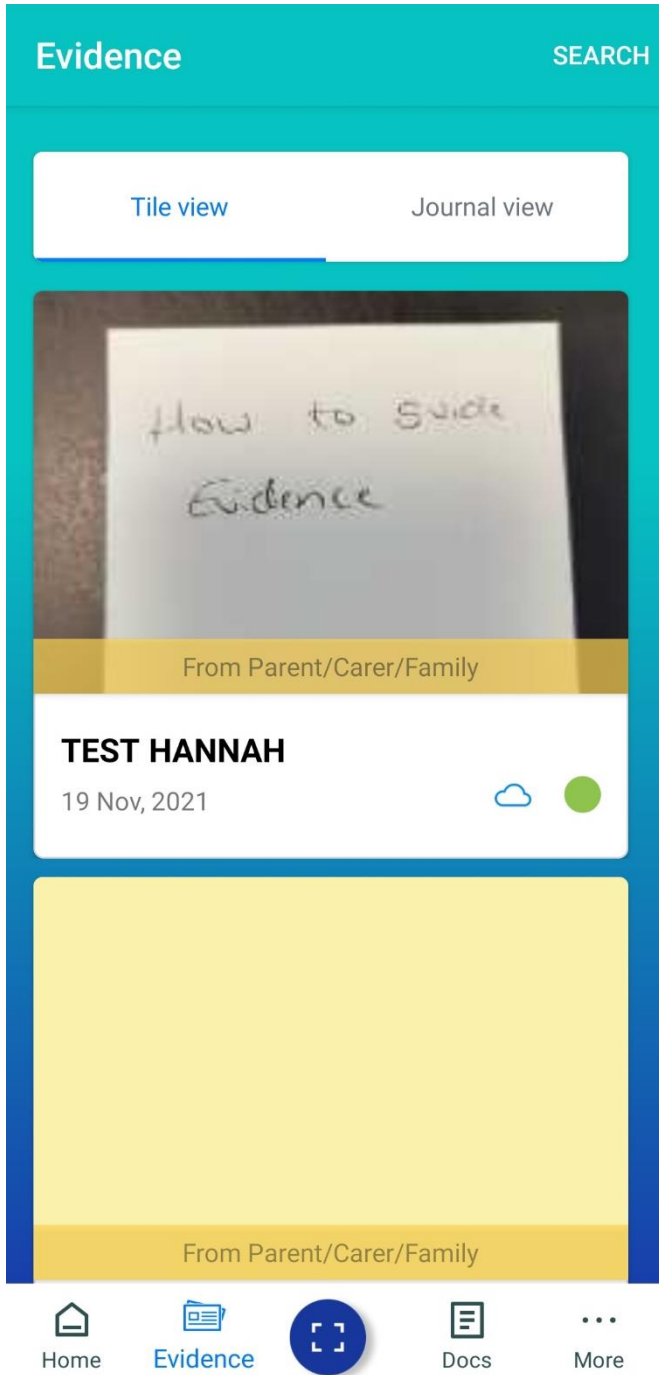 Evidence
SEARCH
Tile view
Journal view
How to guide
Evidence
From Parent/Carer/Family
TEST HANNAH
19 Nov, 2021
From Parent/Carer/Family
Home
Evidence
Docs
More